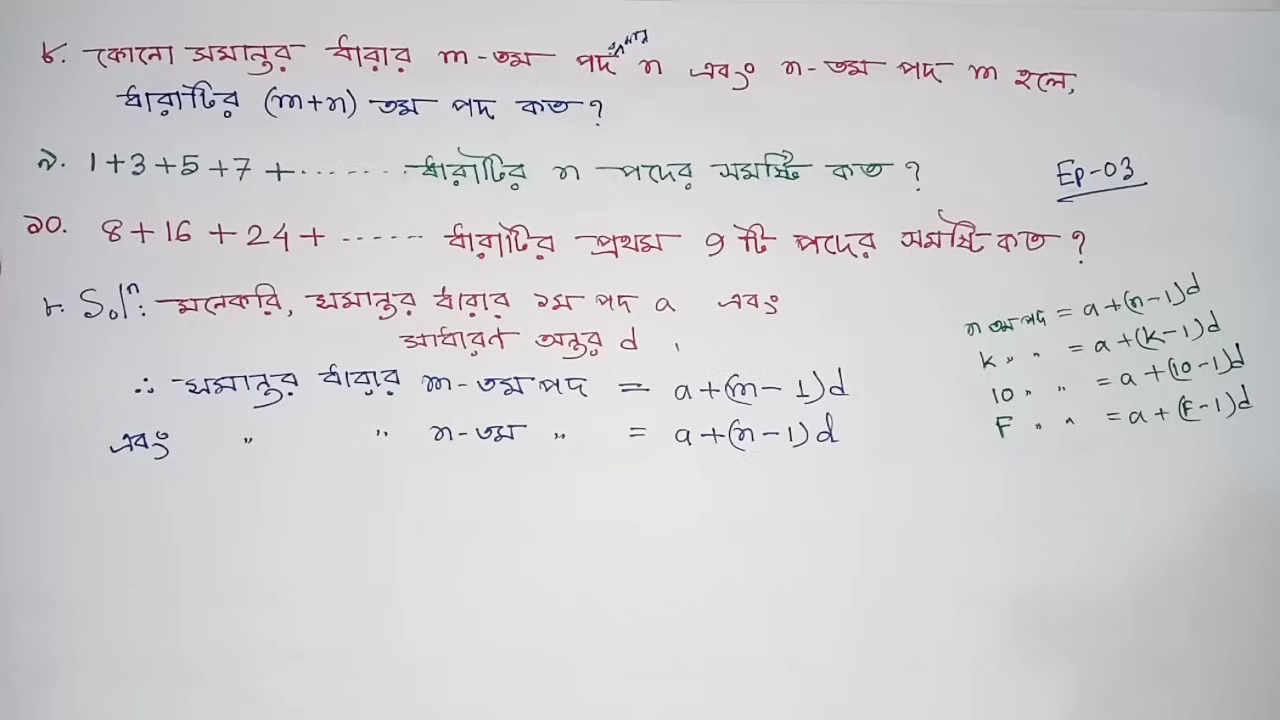 ৮. কোনো সমান্তর ধারার m-তম পদ n এবং n-তম পদ m হলে,
ধারাটির (m+n) তম পদ কত?
৯. 1+3+5+7+······· ধারাটির n পদের সমষ্টি কত?
Ep-03
১০. 8+16+24+······ ধারাটির প্রথম 9 টি পদের সমষ্টি কত?
৮. Solⁿ: মনেকরি, সমান্তর ধারার ১ম পদ a এবং
সাধারণ অন্তর d ,
∴ সমান্তর ধারার m-তম পদ = a+(m-1)d
এবং " " n-তম " = a+(n-1)d
n তম পদ = a+(n-1)d
K " " = a+(K-1)d
10 " " = a+(10-1)d
F " " = a+(F-1)d